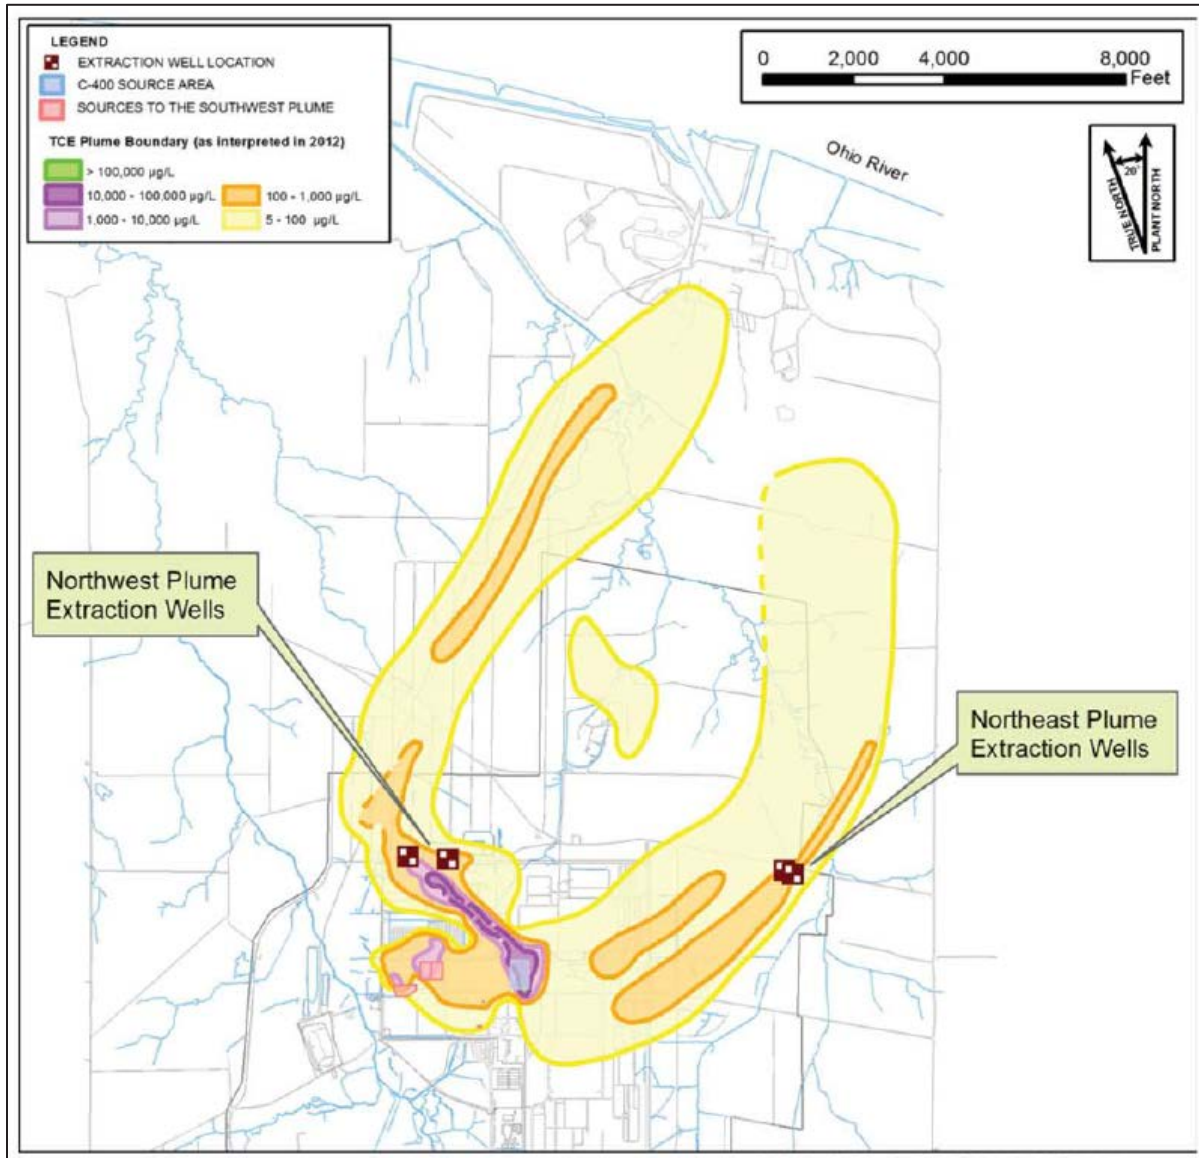 LEGEND
EXTRACTION WELL LOCATION
C-400 SOURCE AREA
SOURCES TO THE SOUTHWEST PLUME
TCE Plume Boundary (as interpreted in 2012)
> 100,000 µg/L
10,000 - 100,000 µg/L
100 - 1,000 µg/L
1,000 - 10,000 µg/L
5 - 100 µg/L
0 2,000 4,000 8,000
Feet
Ohio River
20°
TRUE NORTH
PLANT NORTH
Northwest Plume
Extraction Wells
Northeast Plume
Extraction Wells